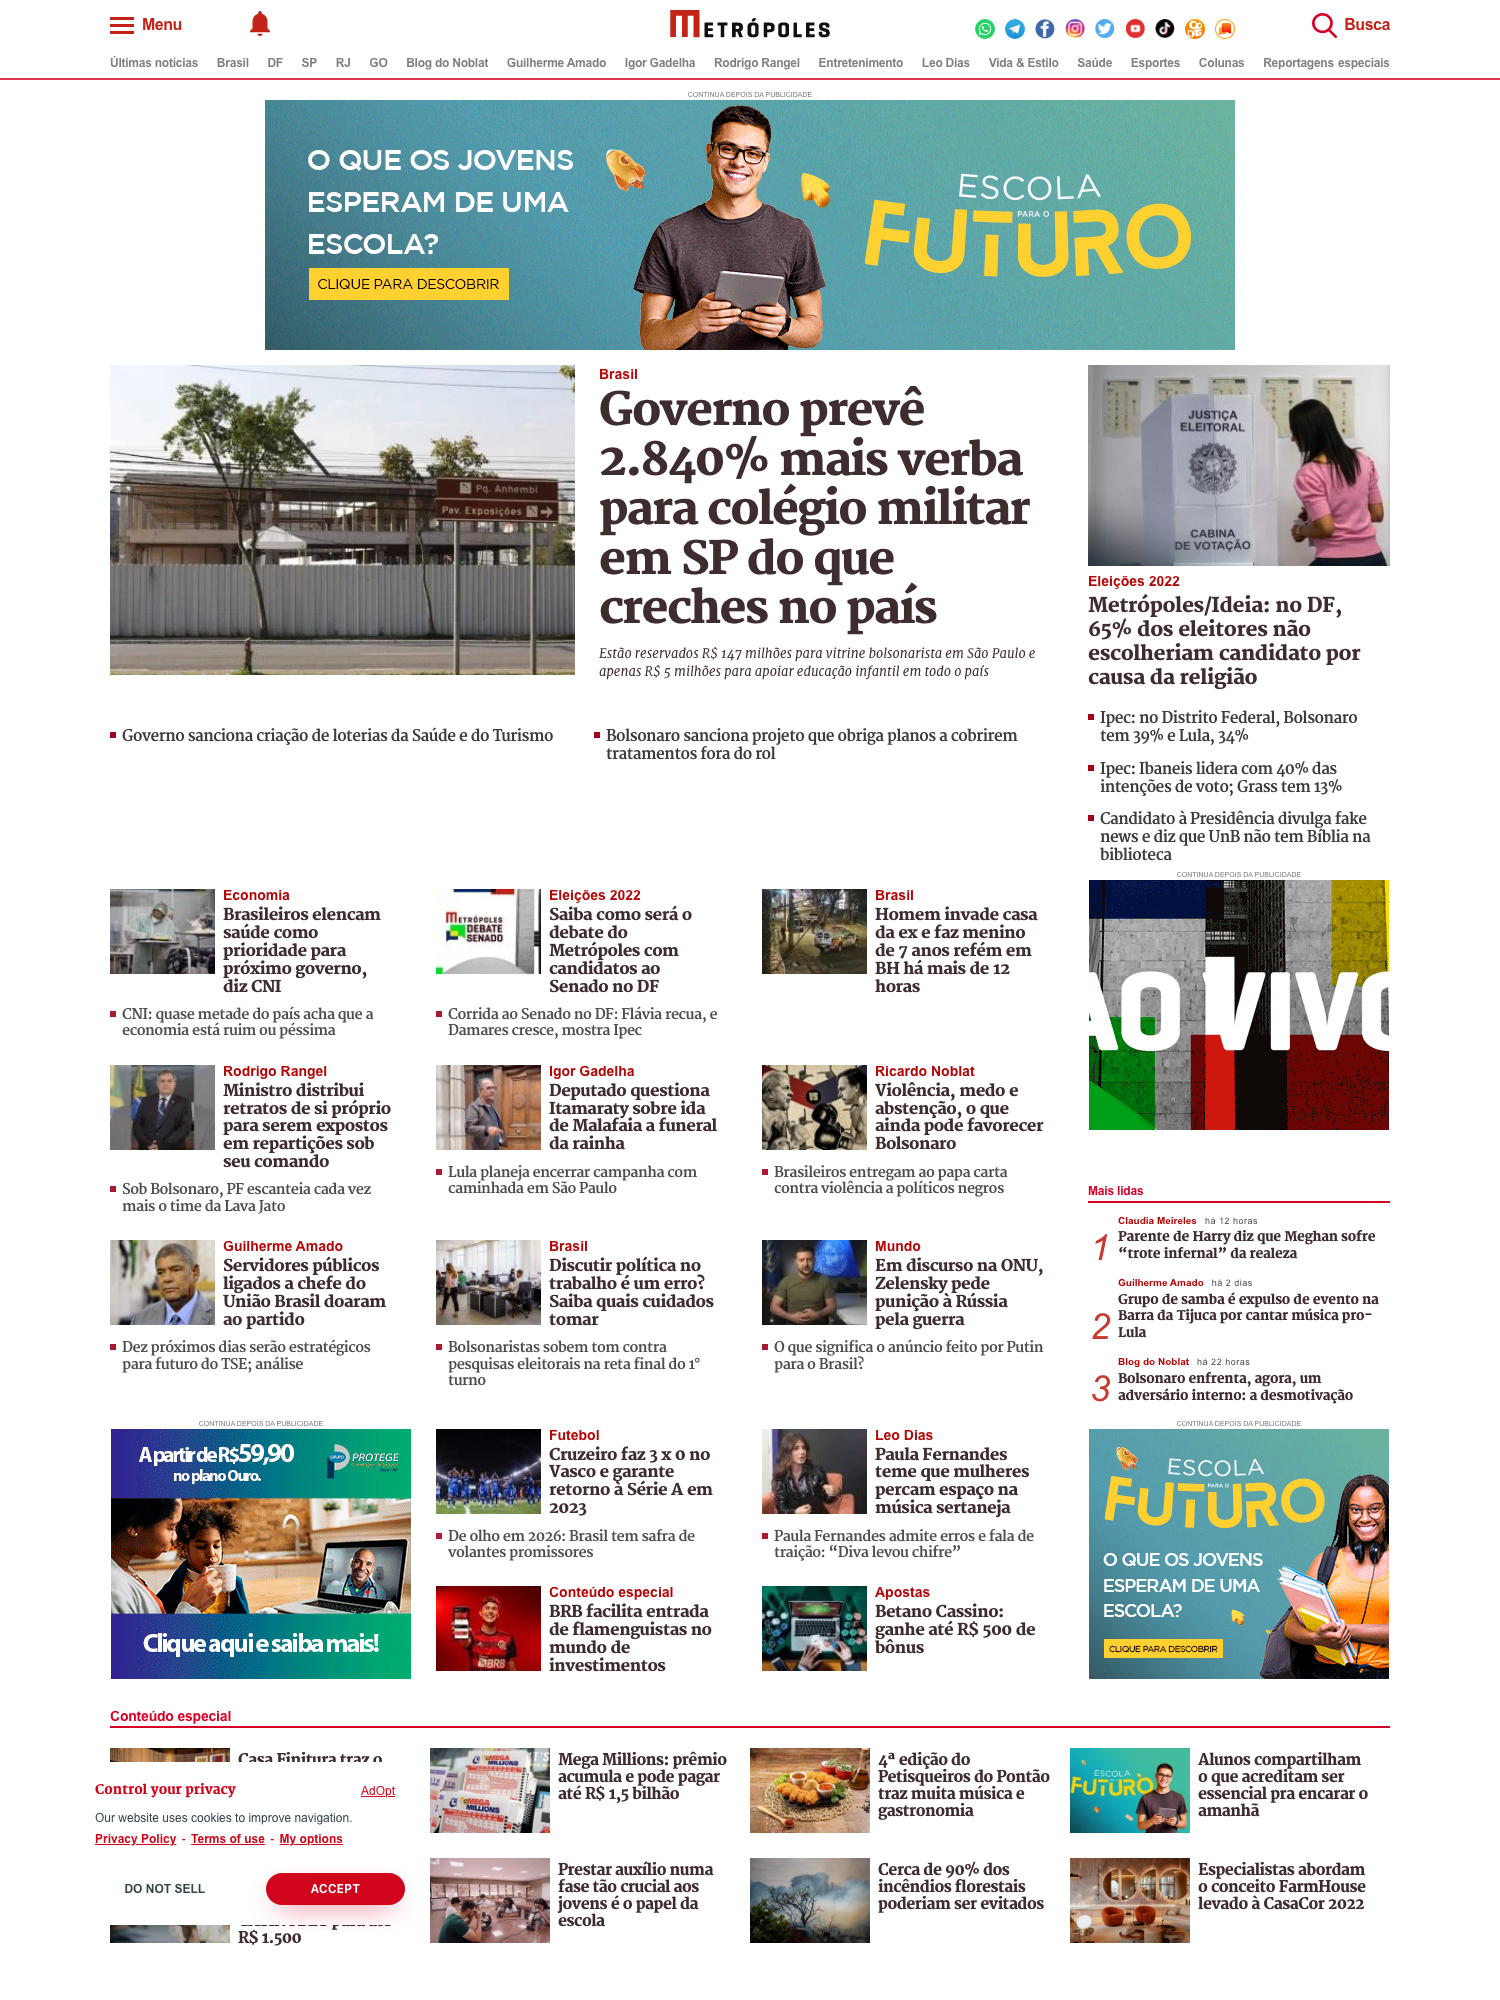 Menu
METRÓPOLES
Busca
Últimas notícias Brasil DF SP RJ GO Blog do Noblat Guilherme Amado Igor Gadelha Rodrigo Rangel Entretenimento Leo Dias Vida & Estilo Saúde Esportes Colunas Reportagens especiais
CONTINUA DEPOIS DA PUBLICIDADE
O QUE OS JOVENS
ESPERAM DE UMA
ESCOLA?
CLIQUE PARA DESCOBRIR
ESCOLA
PARA O
FUTURO
Pq. Anhembi
Pav. Exposições
Brasil
Governo prevê
2.840% mais verba
para colégio militar
em SP do que
creches no país
Estão reservados R$ 147 milhões para vitrine bolsonarista em São Paulo e
apenas R$ 5 milhões para apoiar educação infantil em todo o país
Governo sanciona criação de loterias da Saúde e do Turismo
Bolsonaro sanciona projeto que obriga planos a cobrirem
tratamentos fora do rol
JUSTIÇA
ELEITORAL
CABINA
DE VOTAÇÃO
Eleições 2022
Metrópoles/Ideia: no DF,
65% dos eleitores não
escolheriam candidato por
causa da religião
Ipec: no Distrito Federal, Bolsonaro
tem 39% e Lula, 34%
Ipec: Ibaneis lidera com 40% das
intenções de voto; Grass tem 13%
Candidato à Presidência divulga fake
news e diz que UnB não tem Bíblia na
biblioteca
CONTINUA DEPOIS DA PUBLICIDADE
AO VIVO
Economia
Brasileiros elencam
saúde como
prioridade para
próximo governo,
diz CNI
CNI: quase metade do país acha que a
economia está ruim ou péssima
METRÓPOLES
DEBATE
SENADO
Eleições 2022
Saiba como será o
debate do
Metrópoles com
candidatos ao
Senado no DF
Corrida ao Senado no DF: Flávia recua, e
Damares cresce, mostra Ipec
Brasil
Homem invade casa
da ex e faz menino
de 7 anos refém em
BH há mais de 12
horas
Rodrigo Rangel
Ministro distribui
retratos de si próprio
para serem expostos
em repartições sob
seu comando
Sob Bolsonaro, PF escanteia cada vez
mais o time da Lava Jato
Igor Gadelha
Deputado questiona
Itamaraty sobre ida
de Malafaia a funeral
da rainha
Lula planeja encerrar campanha com
caminhada em São Paulo
Ricardo Noblat
Violência, medo e
abstenção, o que
ainda pode favorecer
Bolsonaro
Brasileiros entregam ao papa carta
contra violência a políticos negros
Guilherme Amado
Servidores públicos
ligados a chefe do
União Brasil doaram
ao partido
Dez próximos dias serão estratégicos
para futuro do TSE; análise
Brasil
Discutir política no
trabalho é um erro?
Saiba quais cuidados
tomar
Bolsonaristas sobem tom contra
pesquisas eleitorais na reta final do 1º
turno
Mundo
Em discurso na ONU,
Zelensky pede
punição à Rússia
pela guerra
O que significa o anúncio feito por Putin
para o Brasil?
Mais lidas
1
Claudia Meireles há 12 horas
Parente de Harry diz que Meghan sofre
“trote infernal” da realeza
2
Guilherme Amado há 2 dias
Grupo de samba é expulso de evento na
Barra da Tijuca por cantar música pro-
Lula
3
Blog do Noblat há 22 horas
Bolsonaro enfrenta, agora, um
adversário interno: a desmotivação
CONTINUA DEPOIS DA PUBLICIDADE
A partir de R$59,90
no plano Ouro.
GRUPO
PROTEGE
Clique aqui e saiba mais!
Futebol
Cruzeiro faz 3 x 0 no
Vasco e garante
retorno à Série A em
2023
De olho em 2026: Brasil tem safra de
volantes promissores
Leo Dias
Paula Fernandes
teme que mulheres
percam espaço na
música sertaneja
Paula Fernandes admite erros e fala de
traição: “Diva levou chifre”
BRB
Conteúdo especial
BRB facilita entrada
de flamenguistas no
mundo de
investimentos
Apostas
Betano Cassino:
ganhe até R$ 500 de
bônus
CONTINUA DEPOIS DA PUBLICIDADE
ESCOLA
PARA O
FUTURO
O QUE OS JOVENS
ESPERAM DE UMA
ESCOLA?
CLIQUE PARA DESCOBRIR
Conteúdo especial
Casa Finitura traz o
MEGA
MILLIONS
Mega Millions: prêmio
acumula e pode pagar
até R$ 1,5 bilhão
4ª edição do
Petisqueiros do Pontão
traz muita música e
gastronomia
ESCOLA
FUTURO
Alunos compartilham
o que acreditam ser
essencial pra encarar o
amanhã
Control your privacy
AdOpt
Our website uses cookies to improve navigation.
Privacy Policy - Terms of use - My options
DO NOT SELL
ACCEPT
R$ 1.500
Prestar auxílio numa
fase tão crucial aos
jovens é o papel da
escola
Cerca de 90% dos
incêndios florestais
poderiam ser evitados
Especialistas abordam
o conceito FarmHouse
levado à CasaCor 2022